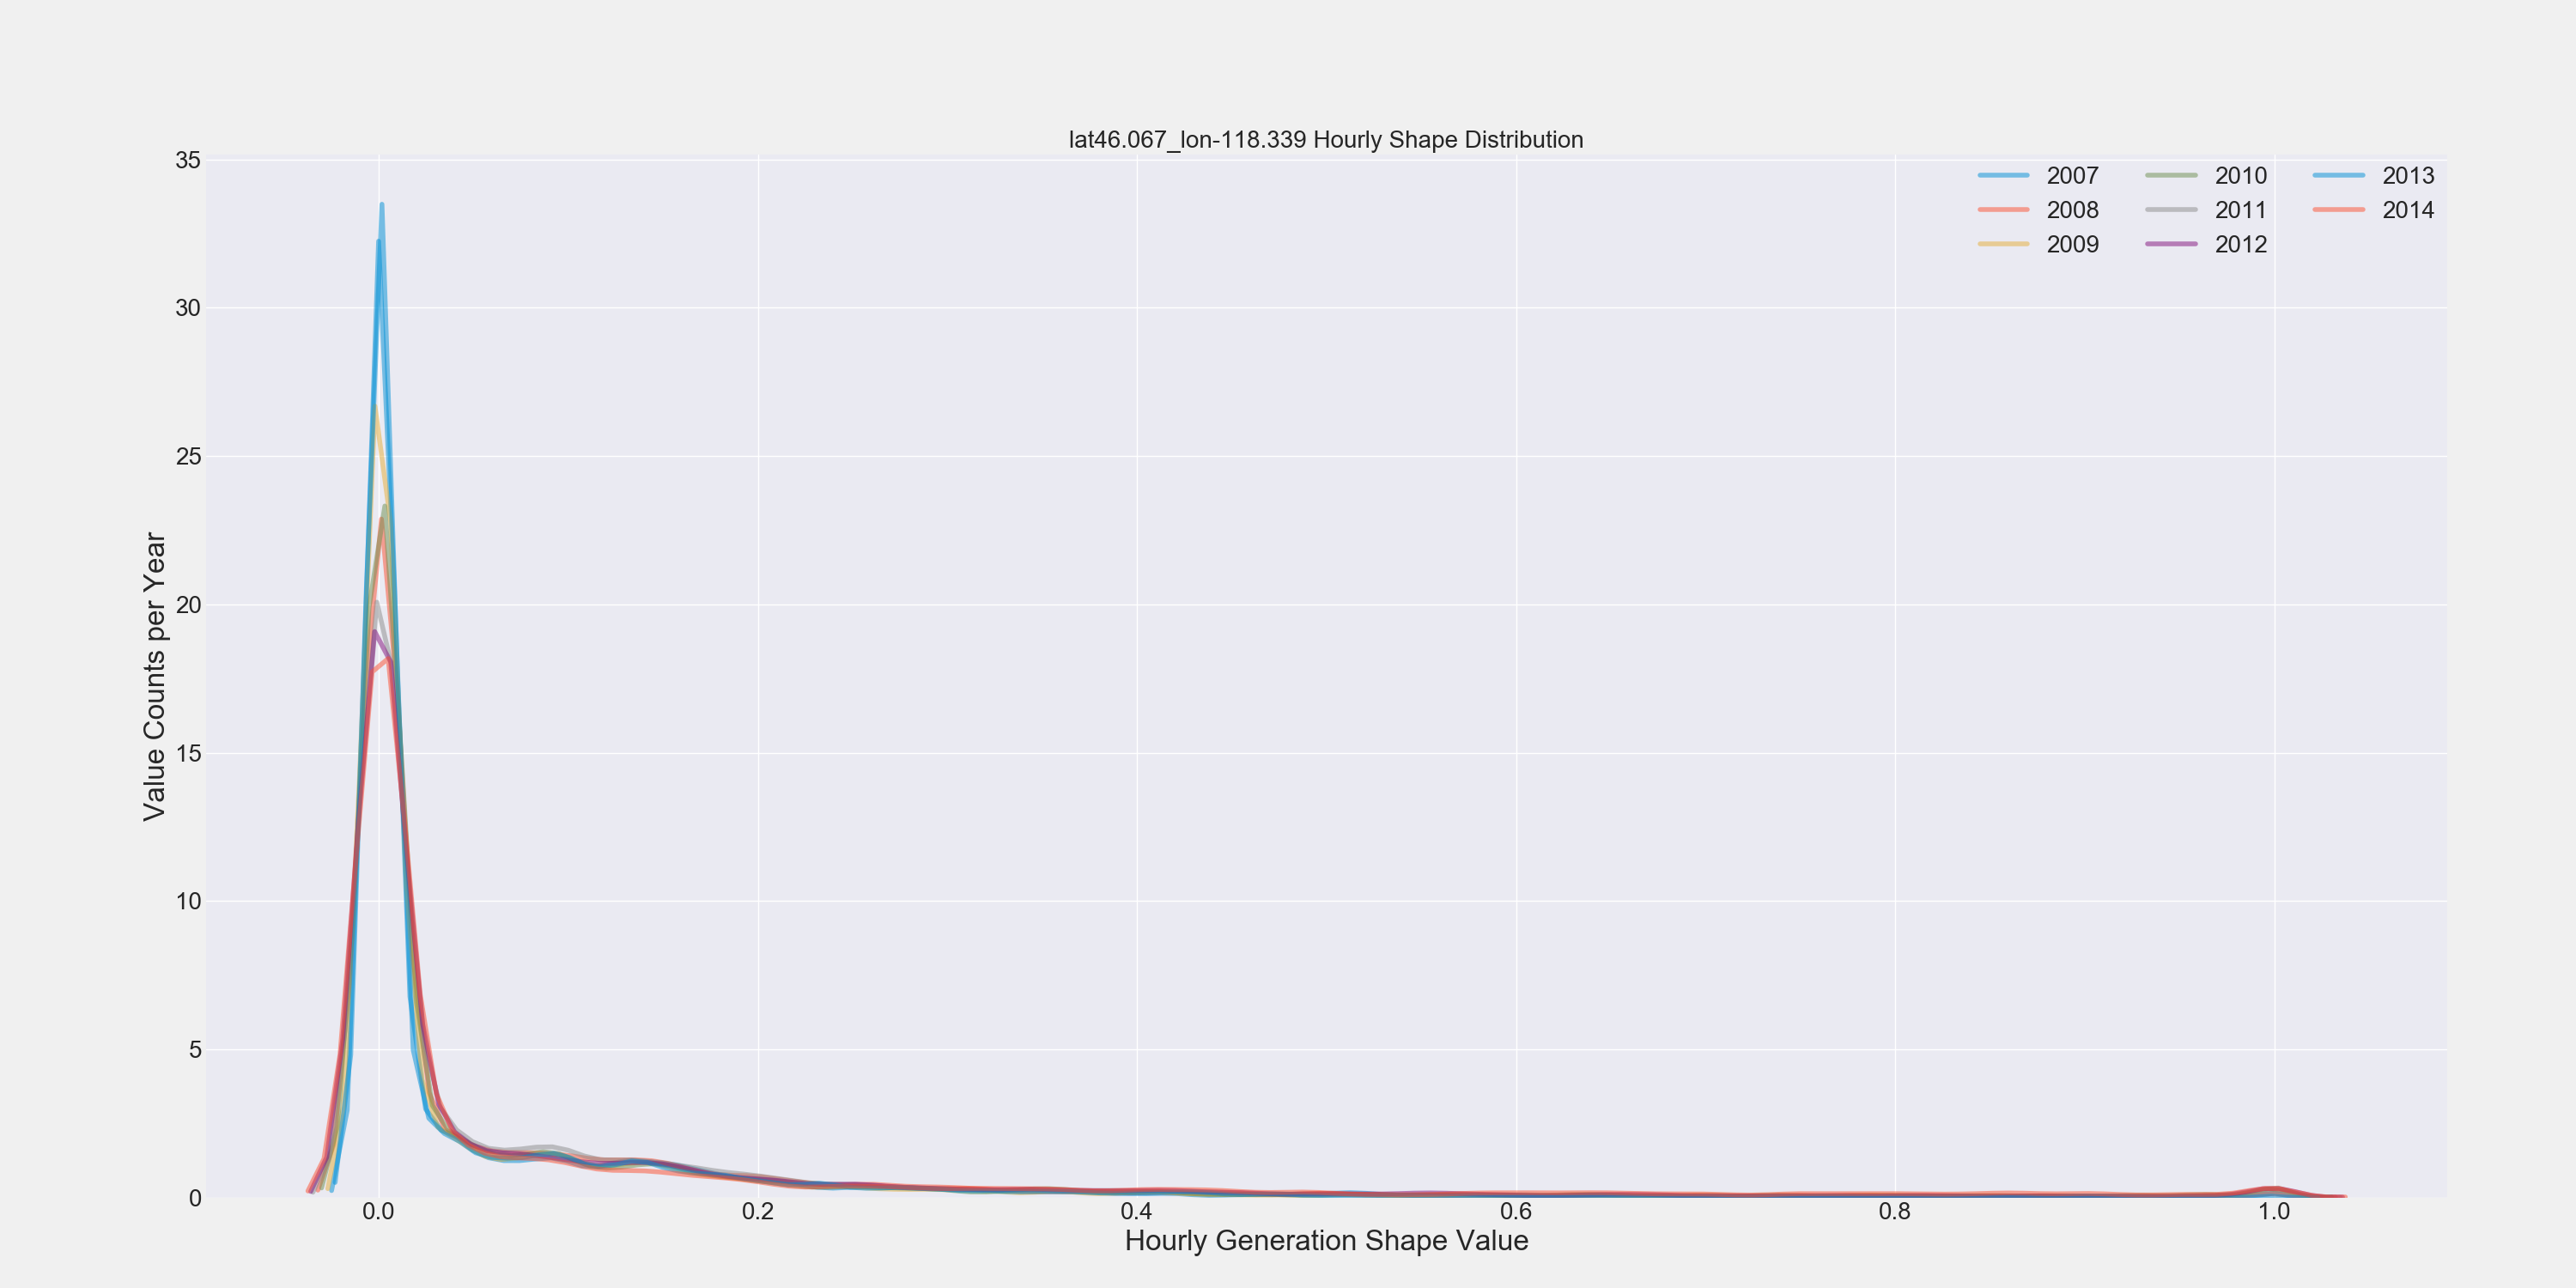 lat46.067_lon-118.339 Hourly Shape Distribution
35
30
25
20
15
10
5
0
Value Counts per Year
2007 2010 2013
2008 2011 2014
2009 2012
0.0 0.2 0.4 0.6 0.8 1.0
Hourly Generation Shape Value